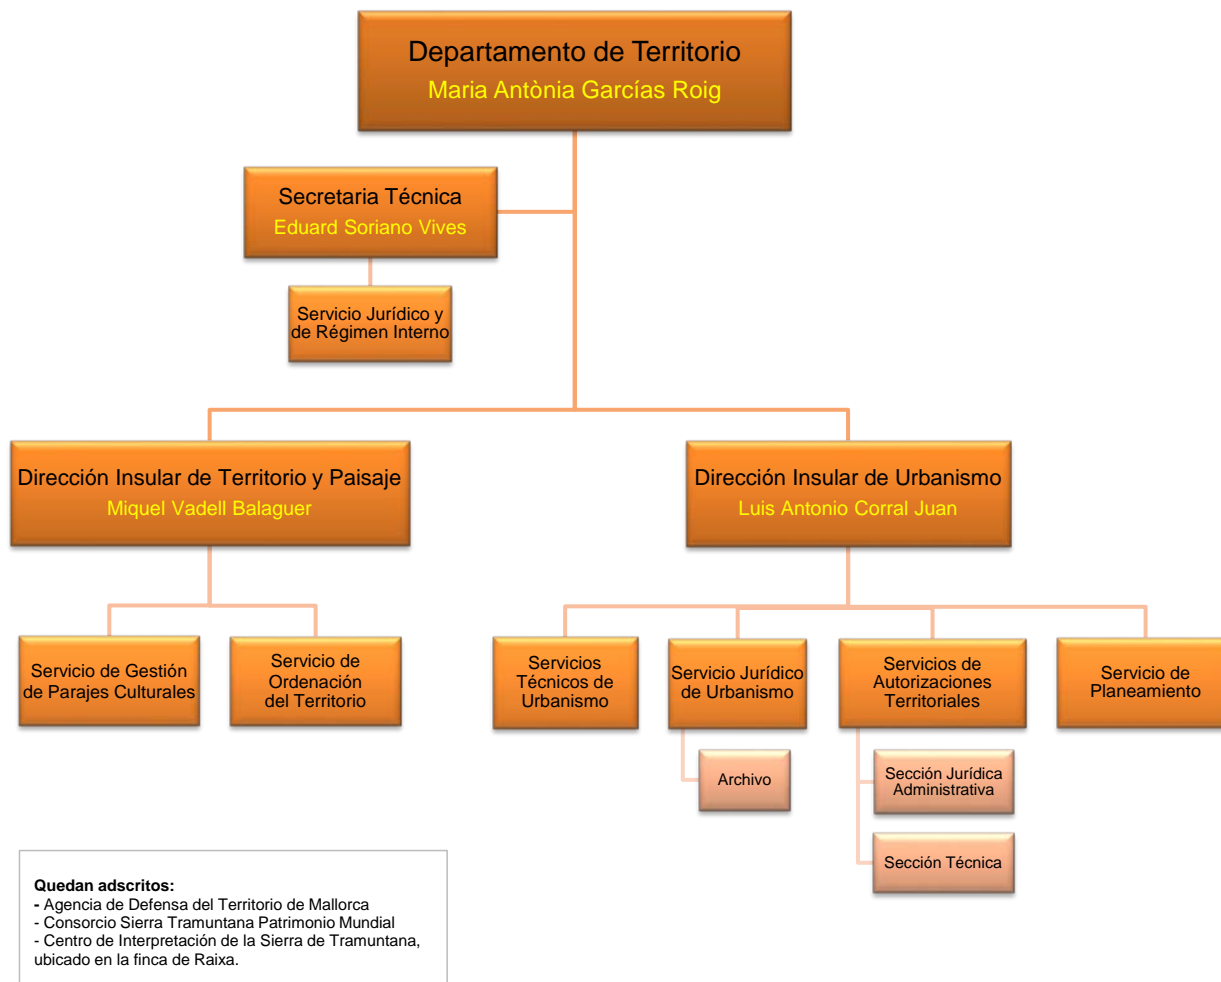 Departamento de Territorio
Maria Antònia Garcías Roig
Secretaria Técnica
Eduard Soriano Vives
Servicio Jurídico y
de Régimen Interno
Dirección Insular de Territorio y Paisaje
Miquel Vadell Balaguer
Dirección Insular de Urbanismo
Luis Antonio Corral Juan
Servicio de Gestión
de Parajes Culturales
Servicio de
Ordenación
del Territorio
Servicios
Técnicos de
Urbanismo
Servicio Jurídico
de Urbanismo
Servicios de
Autorizaciones
Territoriales
Servicio de
Planeamiento
Archivo
Sección Jurídica
Administrativa
Sección Técnica
Quedan adscritos:
- Agencia de Defensa del Territorio de Mallorca
- Consorcio Sierra Tramuntana Patrimonio Mundial
- Centro de Interpretación de la Sierra de Tramuntana,
ubicado en la finca de Raixa.